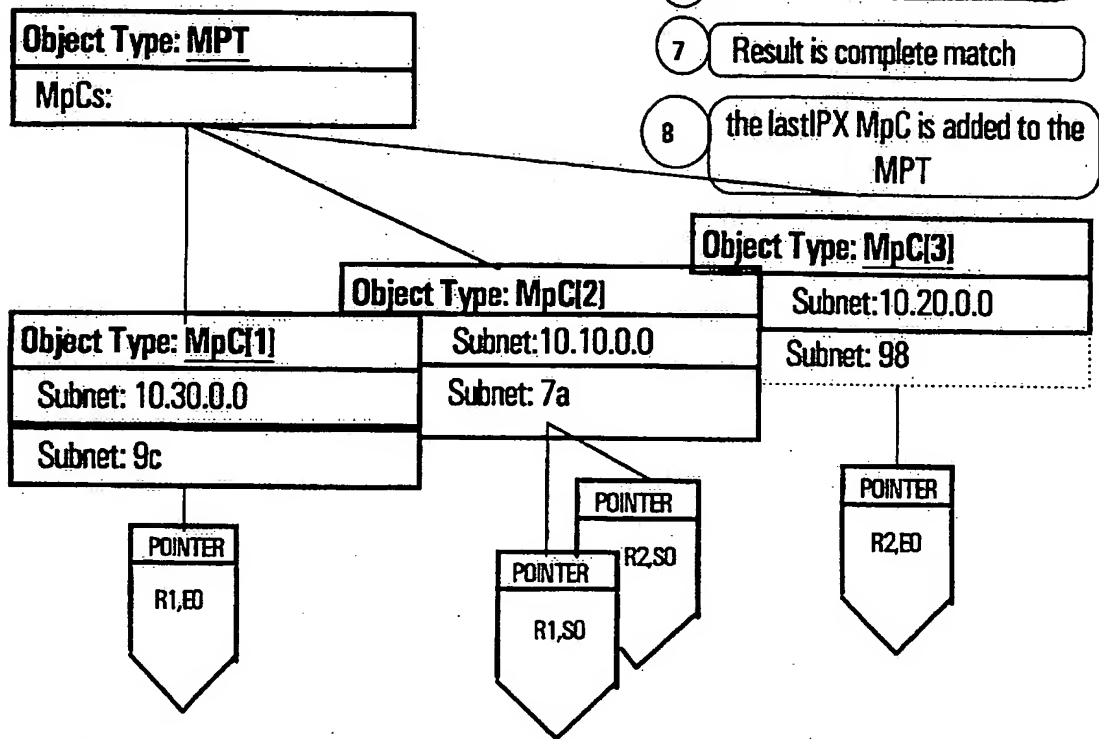 Object Type: MPT
MpCs:
7
Result is complete match
8
the lastIPX MpC is added to the
MPT
Object Type: MpC[3]
Subnet:10.20.0.0
Subnet: 98
Object Type: MpC[2]
Subnet:10.10.0.0
Subnet: 7a
Object Type: MpC[1]
Subnet: 10.30.0.0
Subnet: 9c
POINTER
R1,E0
POINTER
R1,S0
POINTER
R2,S0
POINTER
R2,E0